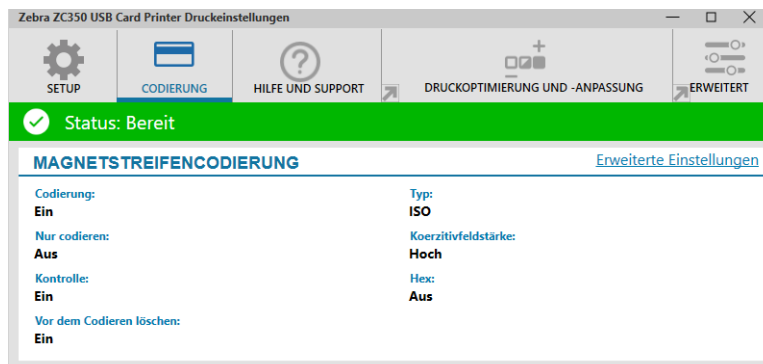 Zebra ZC350 USB Card Printer Druckeinstellungen
SETUP
CODIERUNG
HILFE UND SUPPORT
DRUCKOPTIMIERUNG UND -ANPASSUNG
ERWEITERT
Status: Bereit
MAGNETSTREIFENCODIERUNG
Erweiterte Einstellungen
Codierung:
Ein
Typ:
ISO
Nur codieren:
Aus
Koerzitivfeldstärke:
Hoch
Kontrolle:
Ein
Hex:
Aus
Vor dem Codieren löschen:
Ein